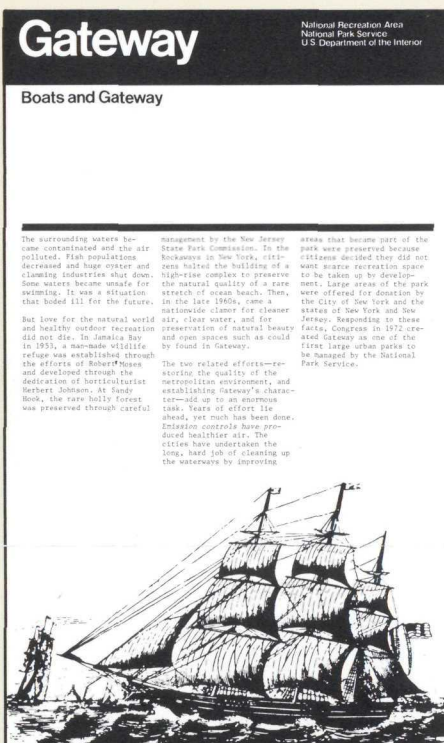 Gateway
National Recreation Area
National Park Service
U.S. Department of the Interior
Boats and Gateway
The surrounding waters be-
came contaminated and the air
polluted. Fish populations
decreased and huge oyster and
clamming industries shut down.
Some waters became unsafe for
swimming. It was a situation
that boded ill for the future.
But love for the natural world
and healthy outdoor recreation
did not die. In Jamaica Bay
in 1953, a man-made wildlife
refuge was established through
the efforts of Robert Moses
and developed through the
dedication of horticulturist
Herbert Johnson. At Sandy
Hook, the rare holly forest
was preserved through careful
management by the New Jersey
State Park Commission. In the
Rockaways in New York, citi-
zens halted the building of a
high-rise complex to preserve
the natural quality of a rare
stretch of ocean beach. Then,
in the late 1960s, came a
nationwide clamor for cleaner
air, clear water, and for
preservation of natural beauty
and open spaces such as could
by found in Gateway.
The two related efforts—re-
storing the quality of the
metropolitan environment, and
establishing Gateway's charac-
ter—add up to an enormous
task. Years of effort lie
ahead, yet much has been done.
Emission controls have pro-
duced healthier air. The
cities have undertaken the
long, hard job of cleaning up
the waterways by improving
areas that became part of the
park were preserved because
citizens decided they did not
want scarce recreation space
to be taken up by develop-
ment. Large areas of the park
were offered for donation by
the City of New York and the
states of New York and New
Jersey. Responding to these
facts, Congress in 1972 cre-
ated Gateway as one of the
first large urban parks to
be managed by the National
Park Service.